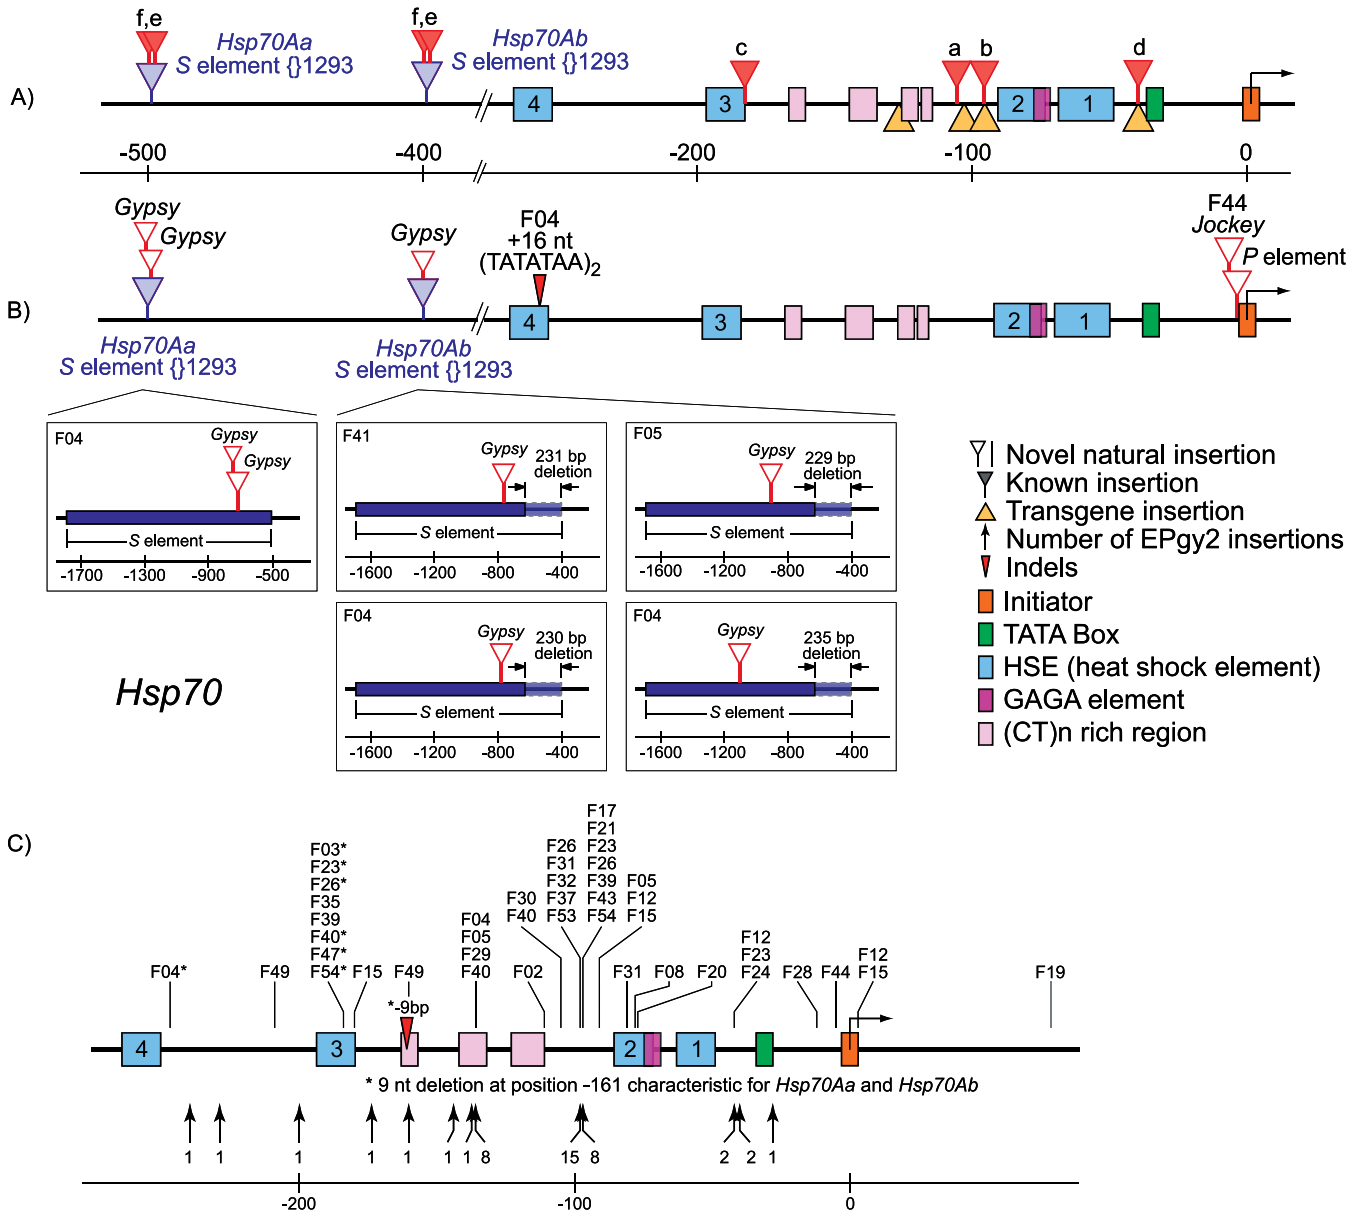 A)
f,e
Hsp70Aa
S element {}1293
f,e
Hsp70Ab
S element {}1293
c
a
b
d
4
3
2
1
-500
-400
-200
-100
0
B)
Gypsy
Gypsy
Gypsy
F04
+16 nt
(TATATAA)2
F44
Jockey
P element
4
3
2
1
Hsp70Aa
S element {}1293
Hsp70Ab
S element {}1293
F04
Gypsy
Gypsy
S element
-1700 -1300 -900 -500
F41
Gypsy
231 bp
deletion
S element
-1600 -1200 -800 -400
F05
Gypsy
229 bp
deletion
S element
-1600 -1200 -800 -400
F04
Gypsy
230 bp
deletion
S element
-1600 -1200 -800 -400
F04
Gypsy
235 bp
deletion
S element
-1600 -1200 -800 -400
Hsp70
Novel natural insertion
Known insertion
Transgene insertion
Number of EPgy2 insertions
Indels
Initiator
TATA Box
HSE (heat shock element)
GAGA element
(CT)n rich region
C)
F04*
F49
F03*
F23*
F26*
F35
F39
F40*
F47*
F54*
F15
F49
*-9bp
F04
F05
F29
F40
F02
F30
F40
F26
F31
F32
F37
F53
F17
F21
F23
F26
F39
F43
F54
F05
F12
F15
F31
F08
F20
F12
F23
F24
F28
F44
F12
F15
F19
4
3
2
1
* 9 nt deletion at position -161 characteristic for Hsp70Aa and Hsp70Ab
1 1 1 1 1 1 1 8 15 8 2 2 1
-200 -100 0